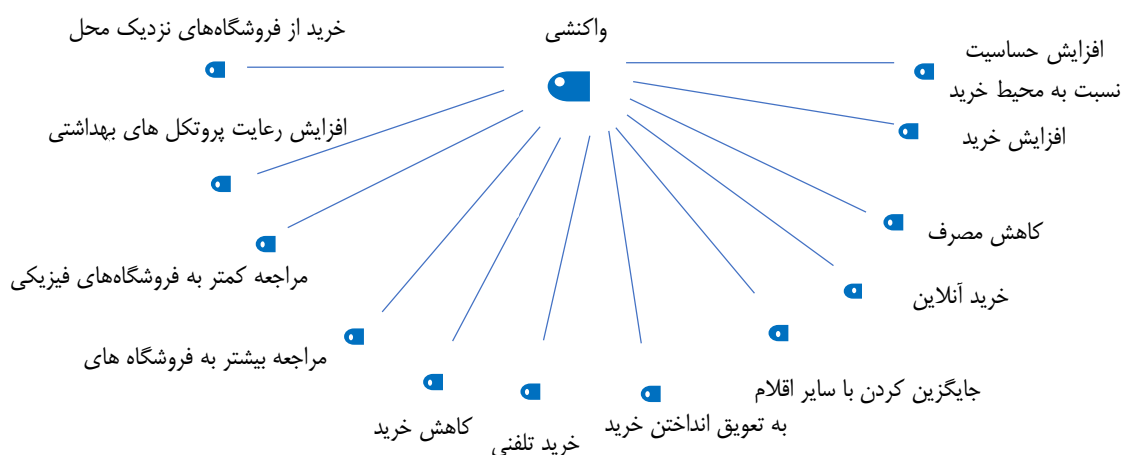 واکنشی
افزایش حساسیت
نسبت به محیط خرید
افزایش خرید
کاهش مصرف
خرید آنلاین
جایگزین کردن با سایر اقلام
به تعویق انداختن خرید
خرید تلفنی
کاهش خرید
مراجعه بیشتر به فروشگاه های
مراجعه کمتر به فروشگاه‌های فیزیکی
افزایش رعایت پروتکل های بهداشتی
خرید از فروشگاه‌های نزدیک محل